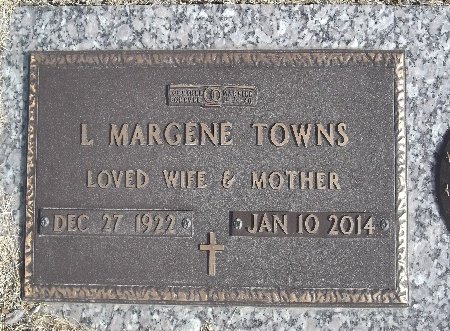 L MARGENE TOWNS
LOVED WIFE & MOTHER
DEC 27 1922 JAN 10 2014